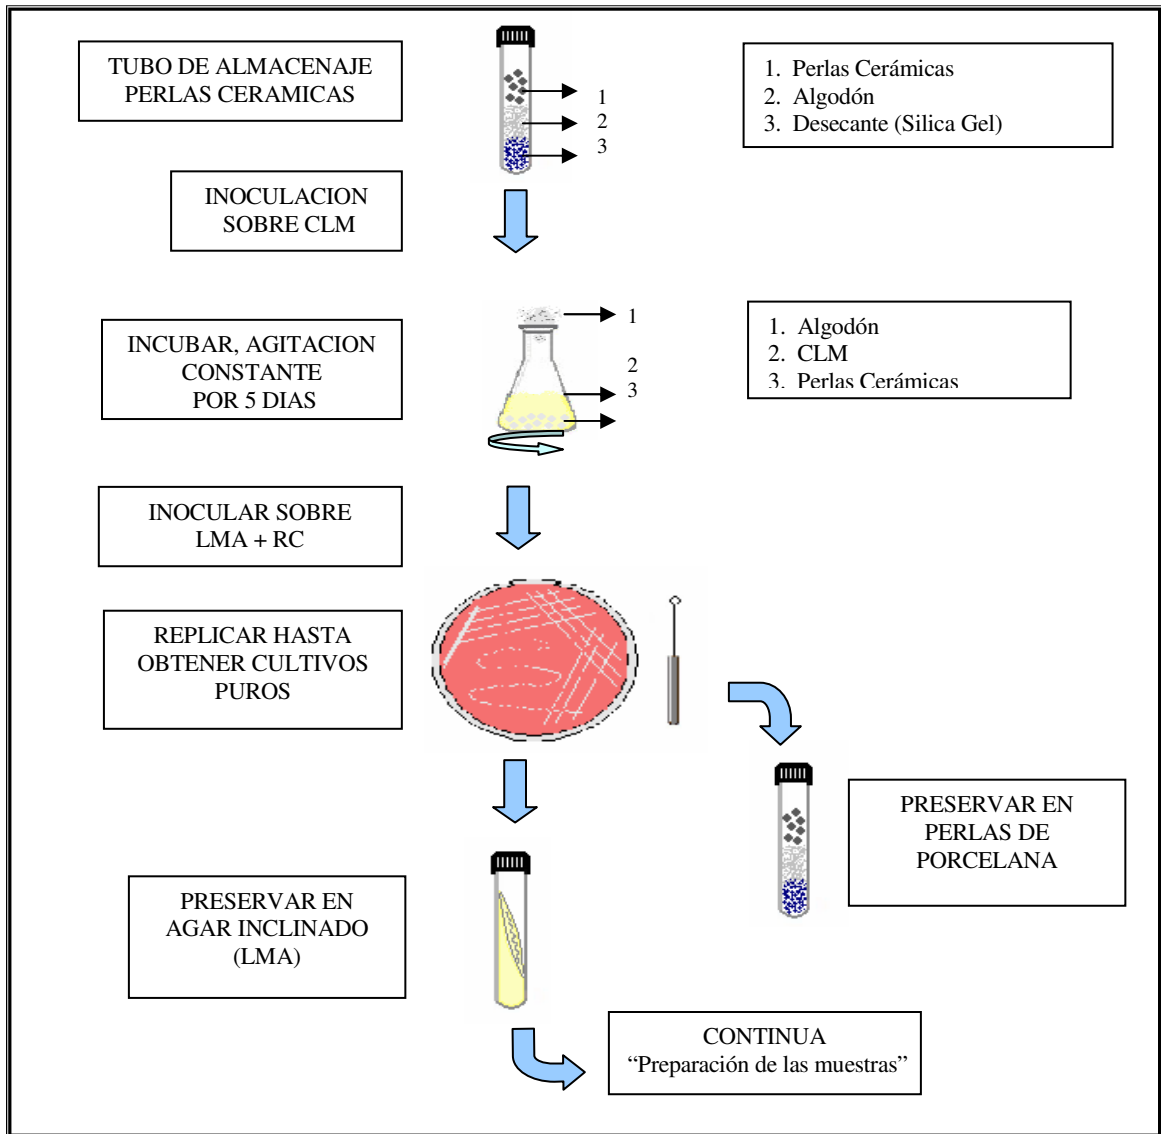 TUBO DE ALMACENAJE
PERLAS CERAMICAS
1
2
3
1. Perlas Cerámicas
2. Algodón
3. Desecante (Silica Gel)
INOCULACION
SOBRE CLM
INCUBAR, AGITACION
CONSTANTE
POR 5 DIAS
1
2
3
1. Algodón
2. CLM
3. Perlas Cerámicas
INOCULAR SOBRE
LMA + RC
REPLICAR HASTA
OBTENER CULTIVOS
PUROS
PRESERVAR EN
PERLAS DE
PORCELANA
PRESERVAR EN
AGAR INCLINADO
(LMA)
CONTINUA
“Preparación de las muestras”